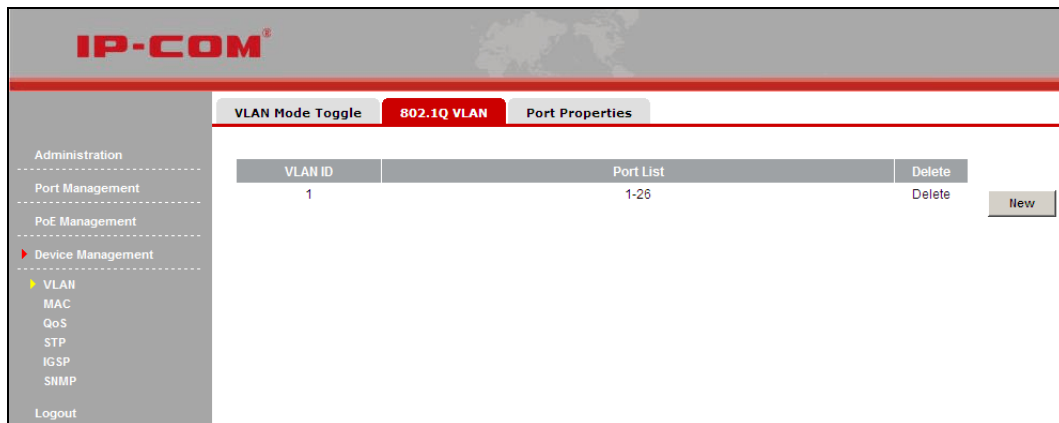 IP-COM®
VLAN Mode Toggle 802.1Q VLAN Port Properties
Administration
Port Management
PoE Management
Device Management
VLAN
MAC
QoS
STP
IGSP
SNMP
Logout
VLAN ID Port List Delete
1 1-26 Delete
New